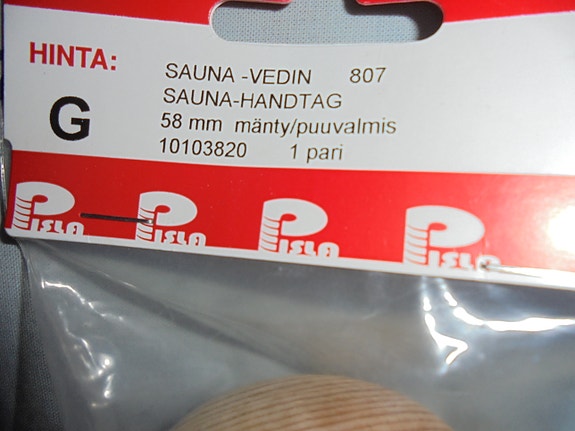 HINTA:
SAUNA -VEDIN 807
SAUNA-HANDTAG
G
58 mm mänty/puuvalmis
10103820 1 pari
Pisla Pisla Pisla Pisla